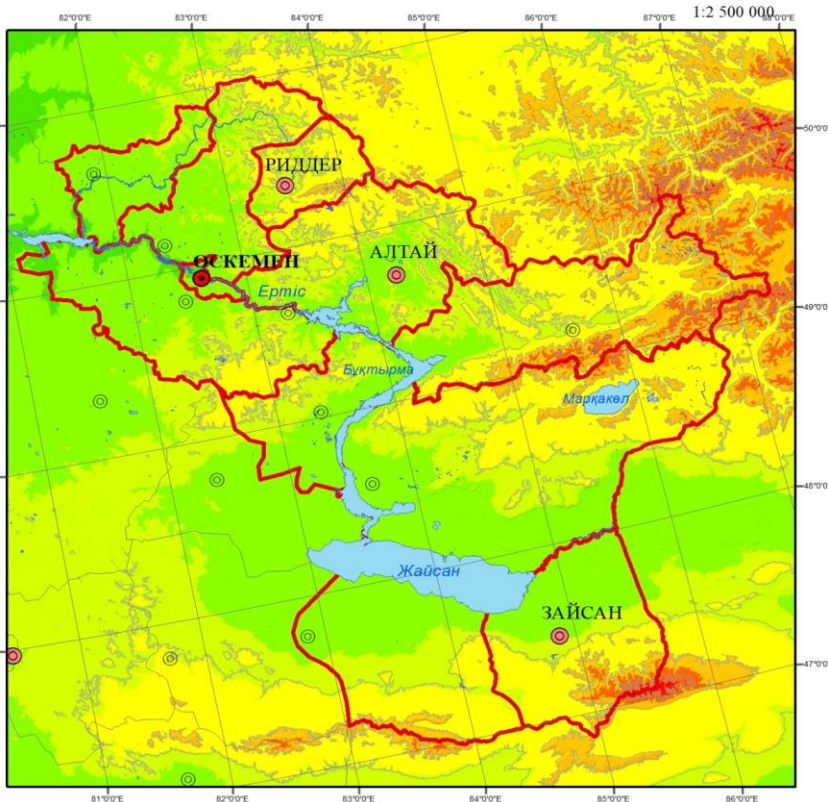 1:2 500 000
82°0'0"E
83°0'0"E
84°0'0"E
85°0'0"E
86°0'0"E
87°0'0"E
88°0'0"E
50°0'0"N
РИДДЕР
АЛТАЙ
ӨСКЕМЕН
Ертіс
49°0'0"N
Бұқтырма
Марқакөл
48°0'0"N
Жайсан
ЗАЙСАН
47°0'0"N
81°0'0"E
82°0'0"E
83°0'0"E
84°0'0"E
85°0'0"E
86°0'0"E